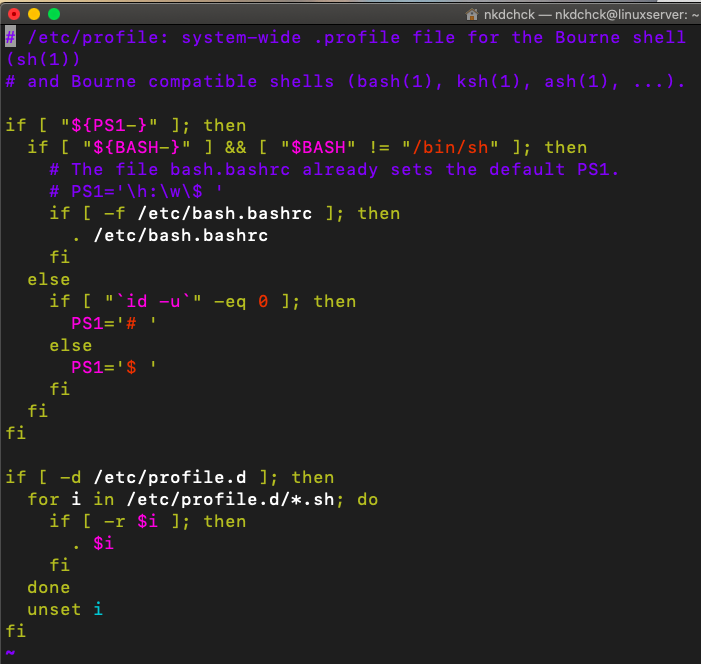 nkdchck — nkdchck@linuxserver: ~
# /etc/profile: system-wide .profile file for the Bourne shell
(sh(1))
# and Bourne compatible shells (bash(1), ksh(1), ash(1), ...).

if [ "${PS1-}" ]; then
  if [ "${BASH-}" ] && [ "$BASH" != "/bin/sh" ]; then
    # The file bash.bashrc already sets the default PS1.
    # PS1='\h:\w\$ '
    if [ -f /etc/bash.bashrc ]; then
      . /etc/bash.bashrc
    fi
  else
    if [ "`id -u`" -eq 0 ]; then
      PS1='# '
    else
      PS1='$ '
    fi
  fi
fi

if [ -d /etc/profile.d ]; then
  for i in /etc/profile.d/*.sh; do
    if [ -r $i ]; then
      . $i
    fi
  done
  unset i
fi
~